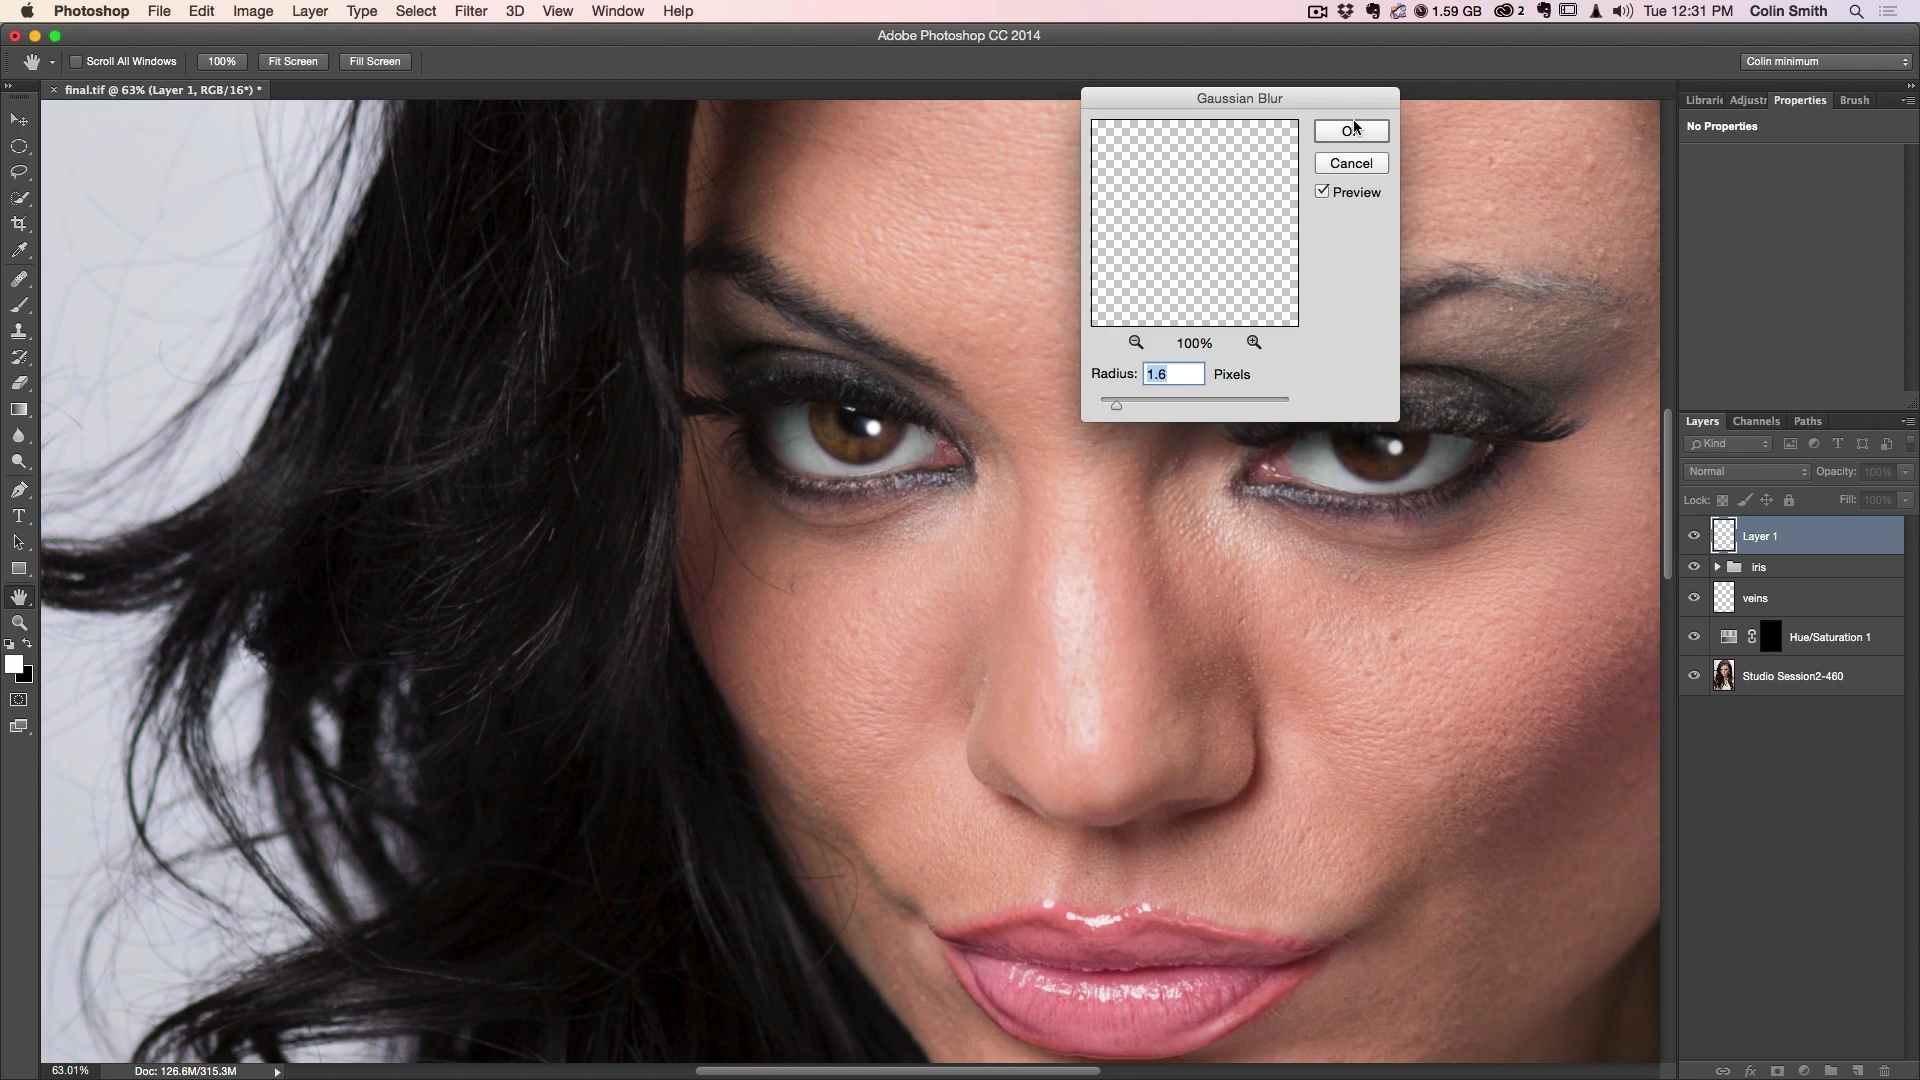 Photoshop File Edit Image Layer Type Select Filter 3D View Window Help 1.59 GB 2 Tue 12:31 PM Colin Smith
Adobe Photoshop CC 2014
Scroll All Windows 100% Fit Screen Fill Screen Colin minimum
× final.tif @ 63% (Layer 1, RGB/16*) *
Gaussian Blur
Cancel
Preview
100%
Radius: 1.6 Pixels
Librarie Adjustr Properties Brush
No Properties
Layers Channels Paths
Kind
Normal Opacity: 100%
Lock: Fill: 100%
Layer 1
iris
veins
Hue/Saturation 1
Studio Session2-460
63.01% Doc: 126.6M/315.3M